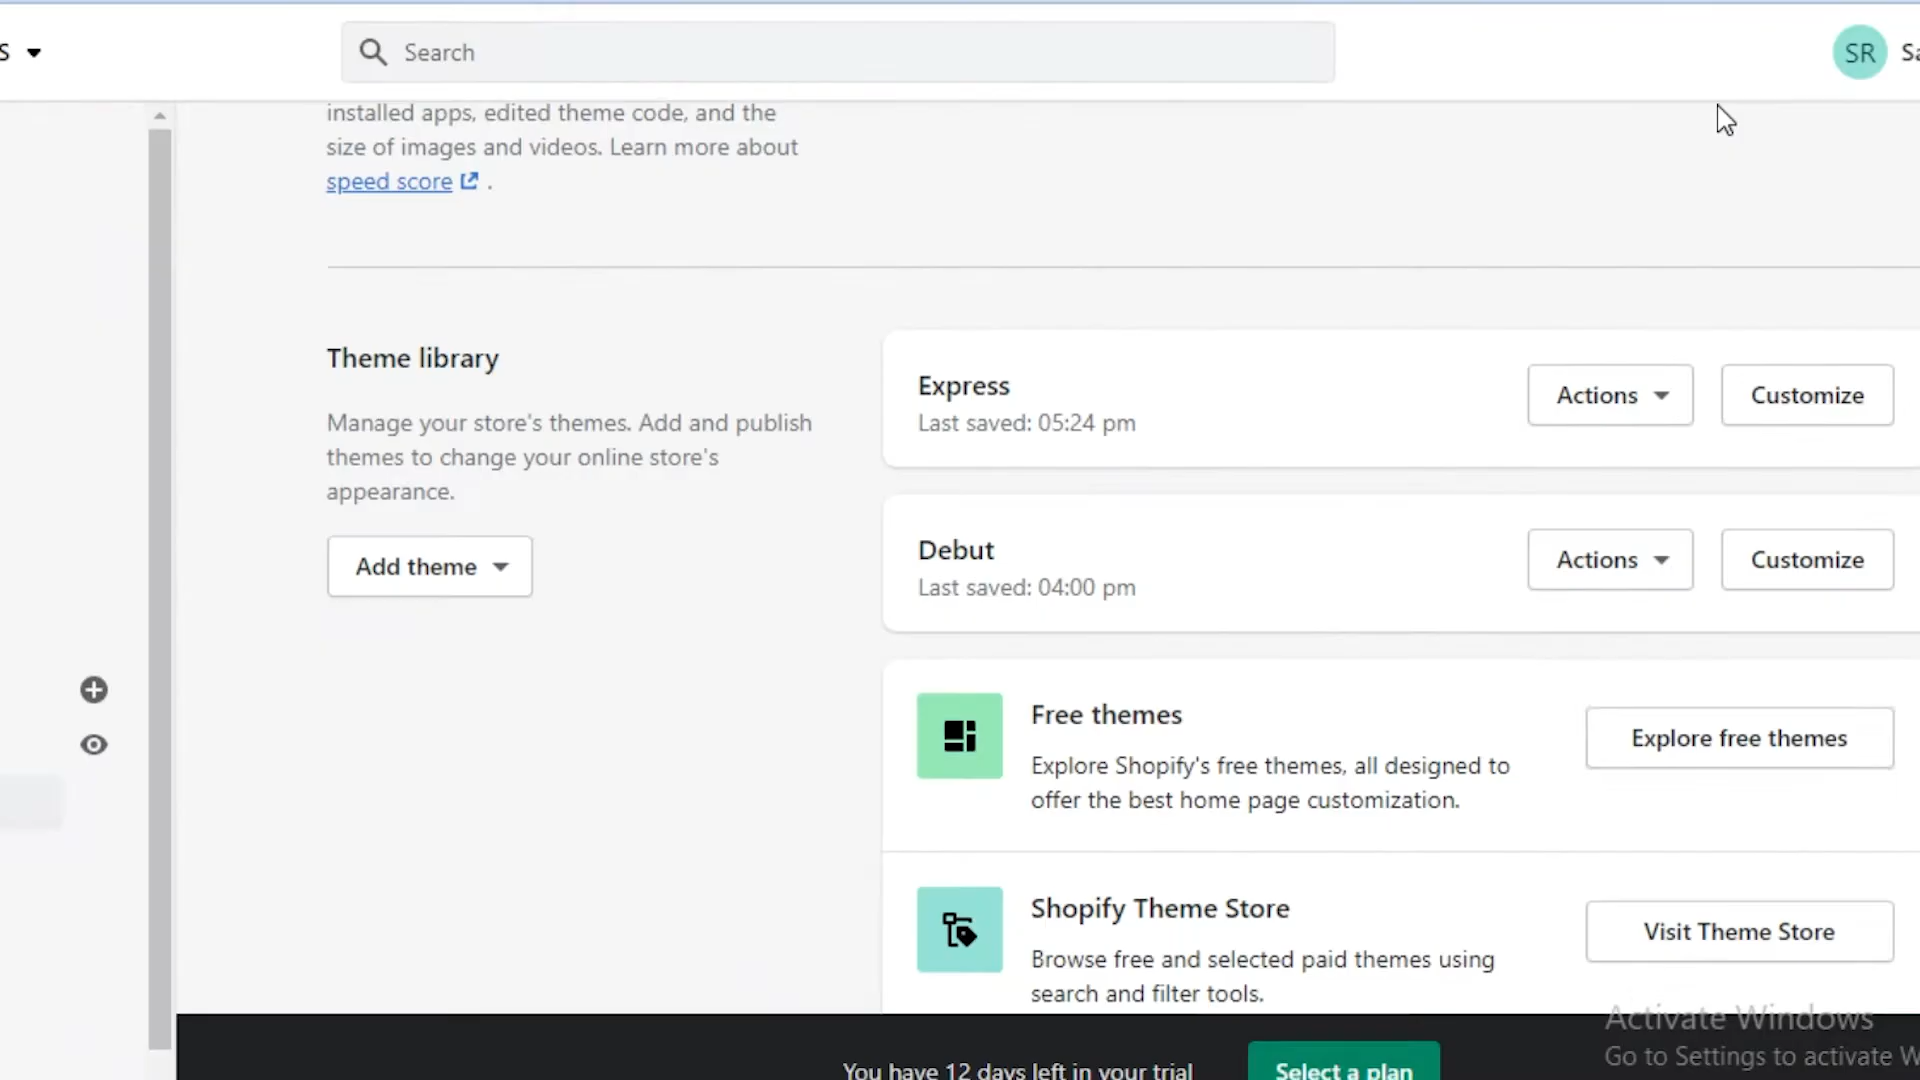 S
Search
SR
Sa
installed apps, edited theme code, and the
size of images and videos. Learn more about
speed score .
Theme library
Manage your store's themes. Add and publish
themes to change your online store's
appearance.
Add theme
Express
Last saved: 05:24 pm
Actions
Customize
Debut
Last saved: 04:00 pm
Actions
Customize
Free themes
Explore Shopify's free themes, all designed to
offer the best home page customization.
Explore free themes
Shopify Theme Store
Browse free and selected paid themes using
search and filter tools.
Visit Theme Store
You have 12 days left in your trial
Select a plan
Activate Windows
Go to Settings to activate W